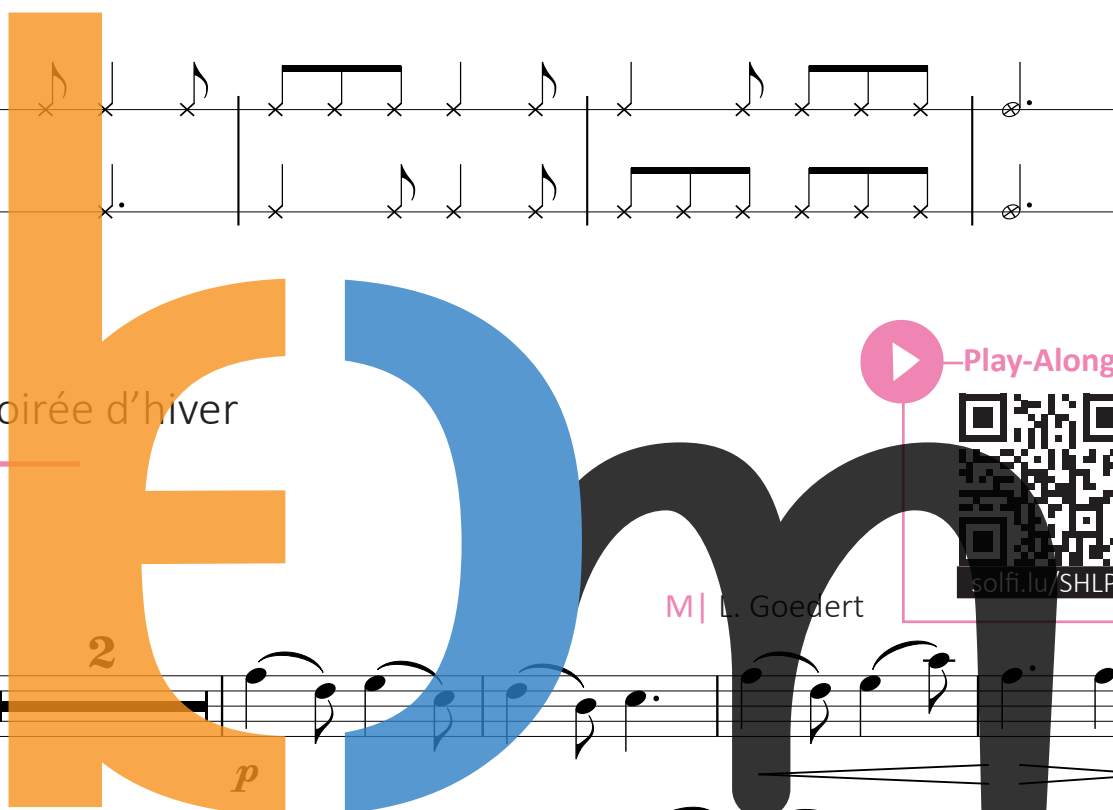 Play-Along
oirée d’hiver
solfi.lu/SHLP
M| L. Goedert
2
p